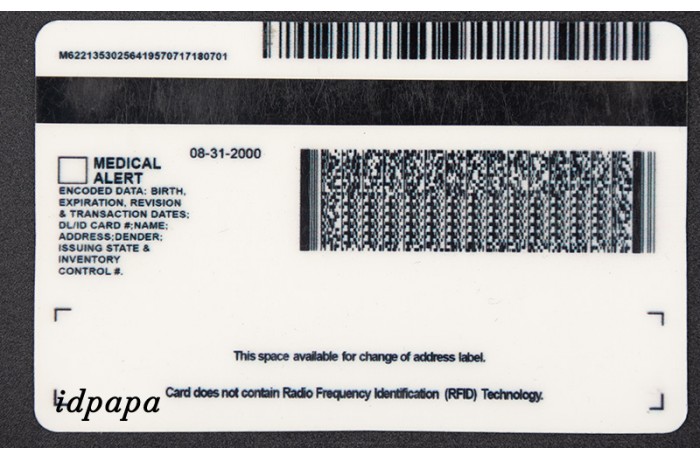 M62213530256419570717180701
MEDICAL
ALERT
08-31-2000
ENCODED DATA: BIRTH,
EXPIRATION, REVISION
& TRANSACTION DATES;
DL/ID CARD #;NAME;
ADDRESS;DENDER;
ISSUING STATE &
INVENTORY
CONTROL #.
This space available for change of address label.
Card does not contain Radio Frequency Identification (RFID) Technology.
idpapa